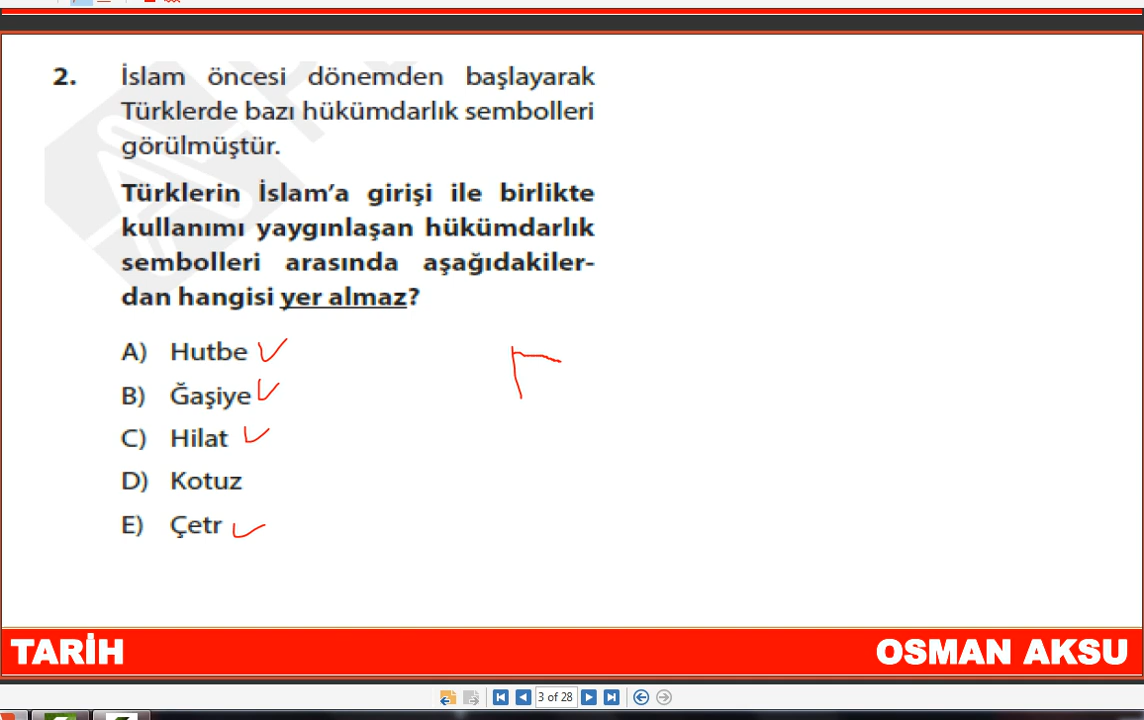 2. İslam öncesi dönemden başlayarak
Türklerde bazı hükümdarlık sembolleri
görülmüştür.
Türklerin İslam’a girişi ile birlikte
kullanımı yaygınlaşan hükümdarlık
sembolleri arasında aşağıdakiler-
dan hangisi yer almaz?
A) Hutbe
B) Ğaşiye
C) Hilat
D) Kotuz
E) Çetr
TARİH OSMAN AKSU
3 of 28